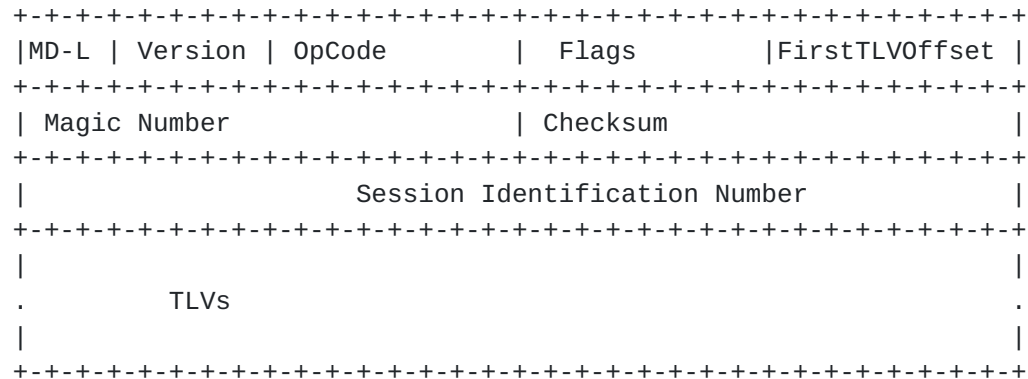 +-+-+-+-+-+-+-+-+-+-+-+-+-+-+-+-+-+-+-+-+-+-+-+-+-+-+-+-+-+-+-+-+
|MD-L | Version | OpCode        |  Flags        |FirstTLVOffset |
+-+-+-+-+-+-+-+-+-+-+-+-+-+-+-+-+-+-+-+-+-+-+-+-+-+-+-+-+-+-+-+-+
| Magic Number                  | Checksum                      |
+-+-+-+-+-+-+-+-+-+-+-+-+-+-+-+-+-+-+-+-+-+-+-+-+-+-+-+-+-+-+-+-+
|                     Session Identification Number             |
+-+-+-+-+-+-+-+-+-+-+-+-+-+-+-+-+-+-+-+-+-+-+-+-+-+-+-+-+-+-+-+-+
|                                                               |
.         TLVs                                                  .
|                                                               |
+-+-+-+-+-+-+-+-+-+-+-+-+-+-+-+-+-+-+-+-+-+-+-+-+-+-+-+-+-+-+-+-+